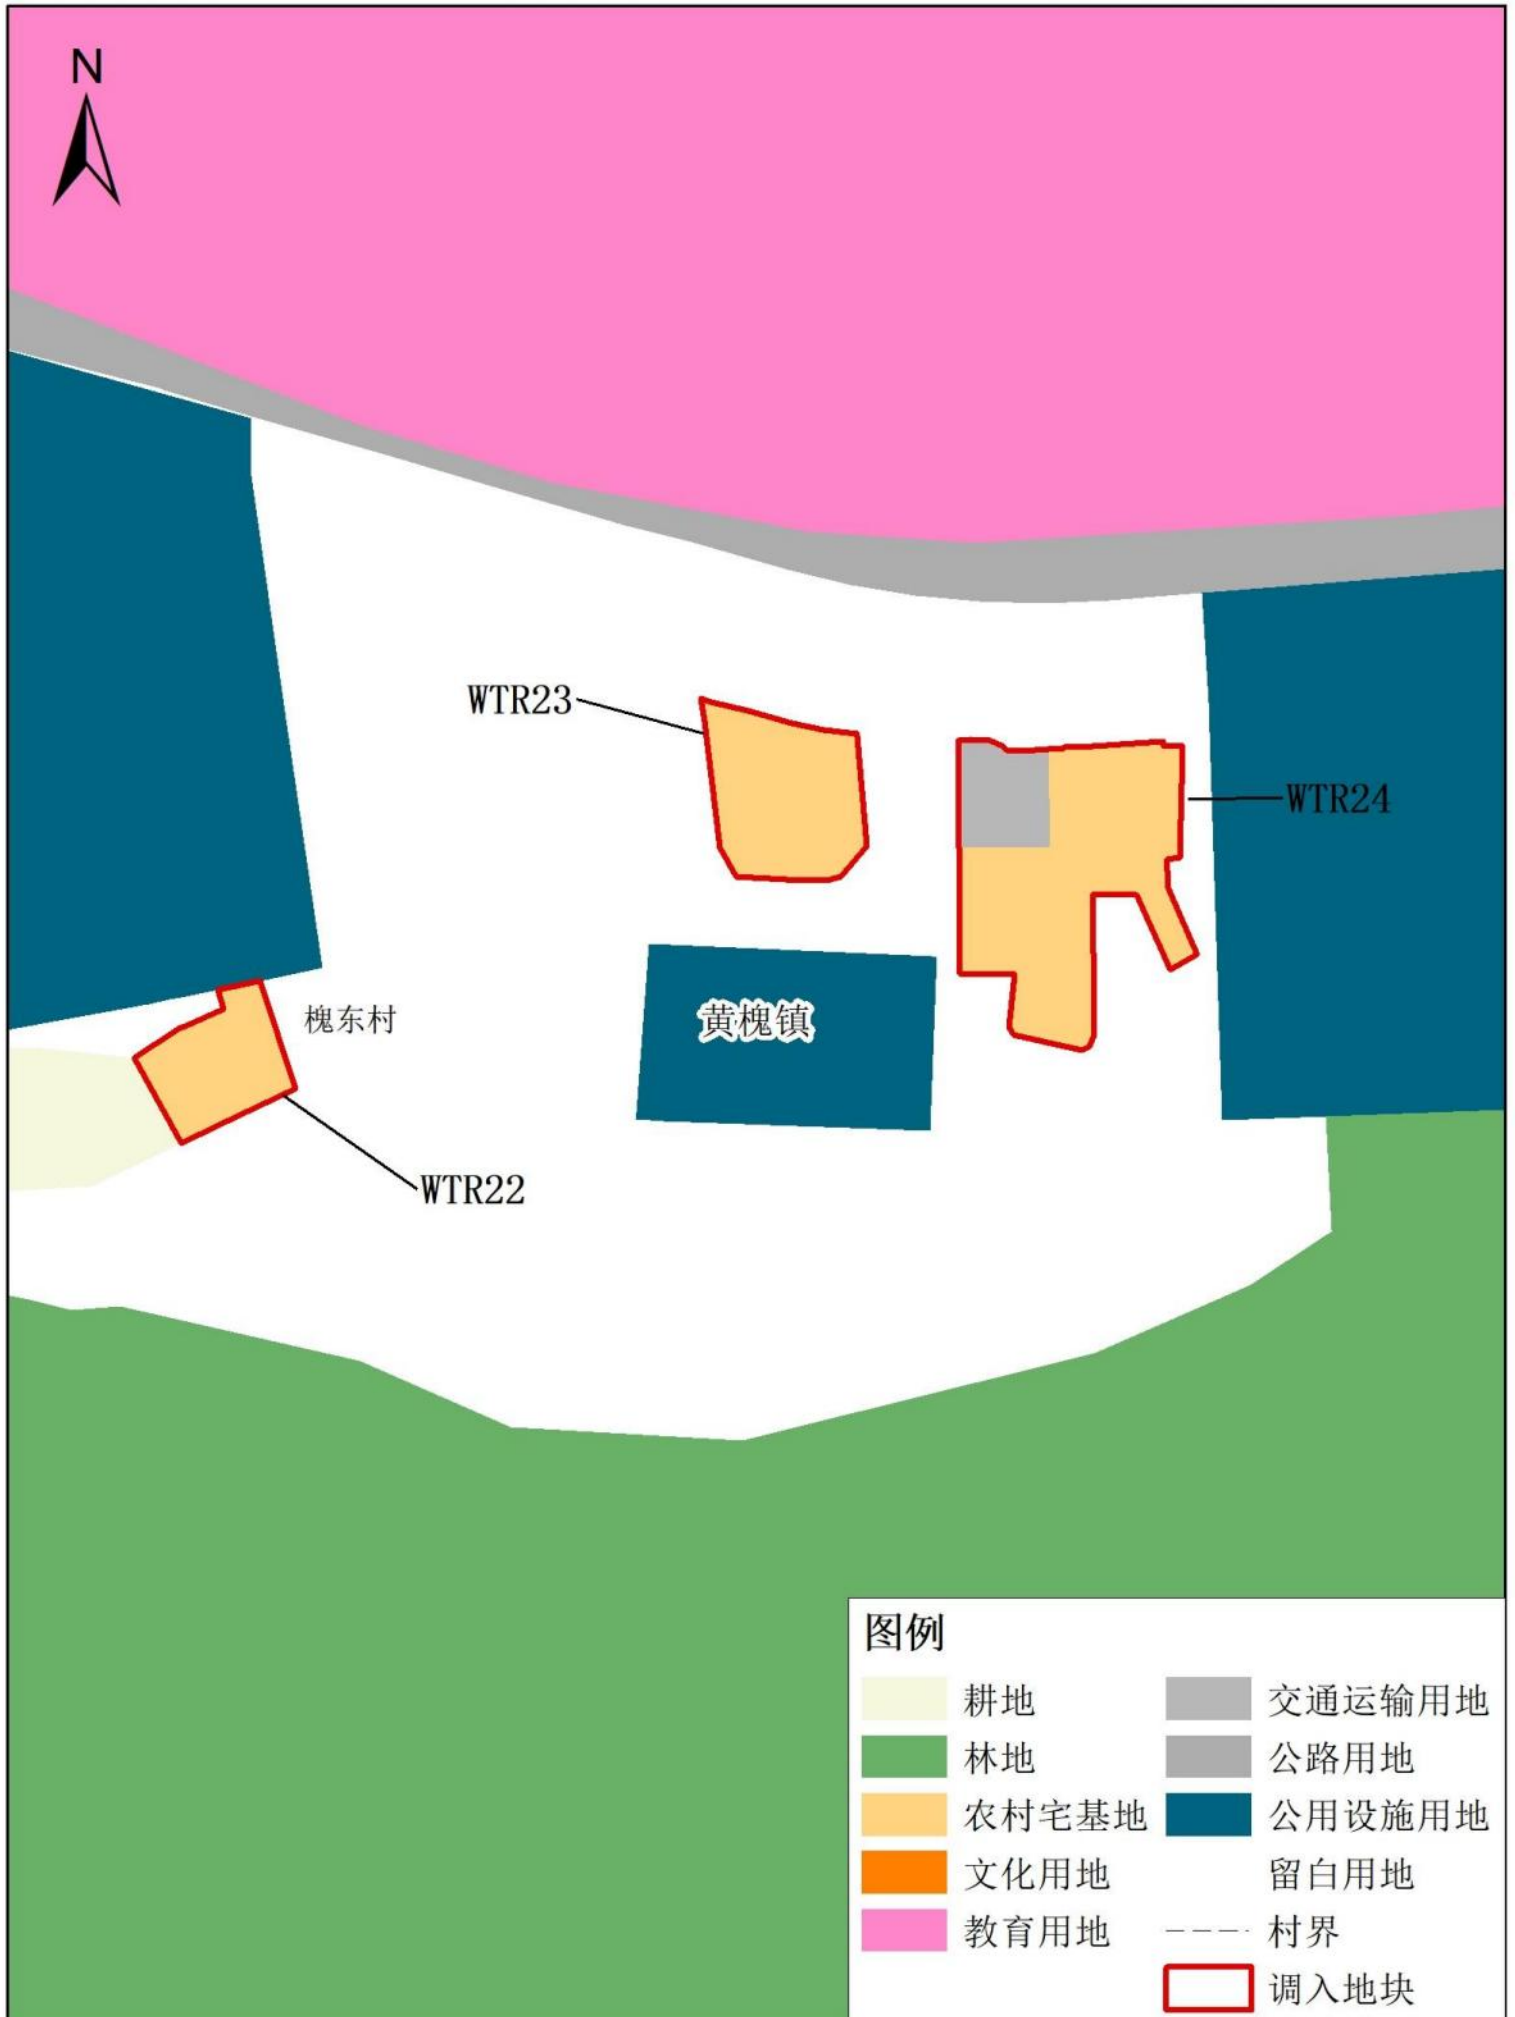 N
WTR23
WTR24
槐东村
黄槐镇
WTR22
图例
耕地
交通运输用地
林地
公路用地
农村宅基地
公用设施用地
文化用地
留白用地
教育用地
村界
调入地块